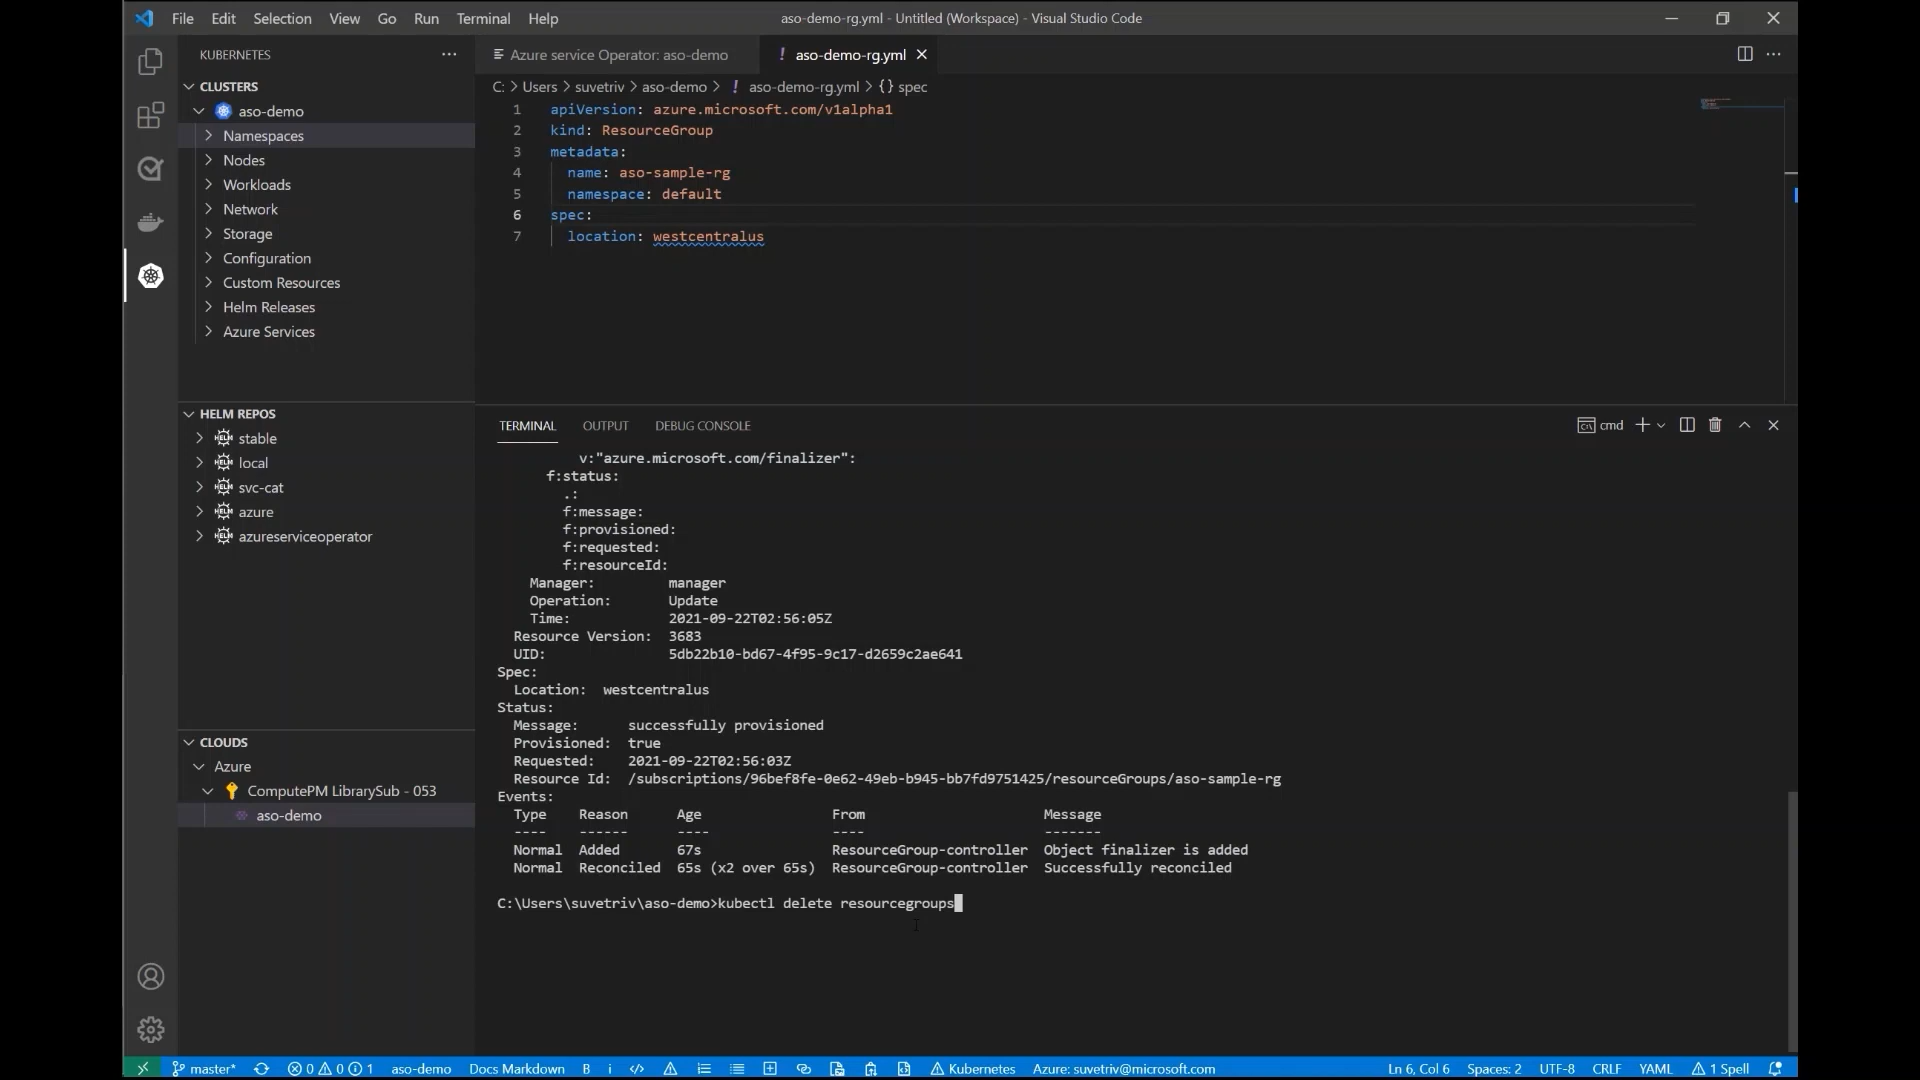 File Edit Selection View Go Run Terminal Help
aso-demo-rg.yml - Untitled (Workspace) - Visual Studio Code
KUBERNETES
CLUSTERS
aso-demo
Namespaces
Nodes
Workloads
Network
Storage
Configuration
Custom Resources
Helm Releases
Azure Services
HELM REPOS
stable
local
svc-cat
azure
azureserviceoperator
CLOUDS
Azure
ComputePM LibrarySub - 053
aso-demo
Azure service Operator: aso-demo
! aso-demo-rg.yml
C: > Users > suvetriv > aso-demo > ! aso-demo-rg.yml > {} spec
1 apiVersion: azure.microsoft.com/v1alpha1
2 kind: ResourceGroup
3 metadata:
4 name: aso-sample-rg
5 namespace: default
6 spec:
7 location: westcentralus
TERMINAL OUTPUT DEBUG CONSOLE
cmd
v:"azure.microsoft.com/finalizer":
f:status:
.:
f:message:
f:provisioned:
f:requested:
f:resourceId:
Manager: manager
Operation: Update
Time: 2021-09-22T02:56:05Z
Resource Version: 3683
UID: 5db22b10-bd67-4f95-9c17-d2659c2ae641
Spec:
Location: westcentralus
Status:
Message: successfully provisioned
Provisioned: true
Requested: 2021-09-22T02:56:03Z
Resource Id: /subscriptions/96bef8fe-0e62-49eb-b945-bb7fd9751425/resourceGroups/aso-sample-rg
Events:
Type Reason Age From Message
---- ------ ---- ---- -------
Normal Added 67s ResourceGroup-controller Object finalizer is added
Normal Reconciled 65s (x2 over 65s) ResourceGroup-controller Successfully reconciled
C:\Users\suvetriv\aso-demo>kubectl delete resourcegroups
master* 0 0 1 aso-demo Docs Markdown B i </> Kubernetes Azure: suvetriv@microsoft.com Ln 6, Col 6 Spaces: 2 UTF-8 CRLF YAML 1 Spell